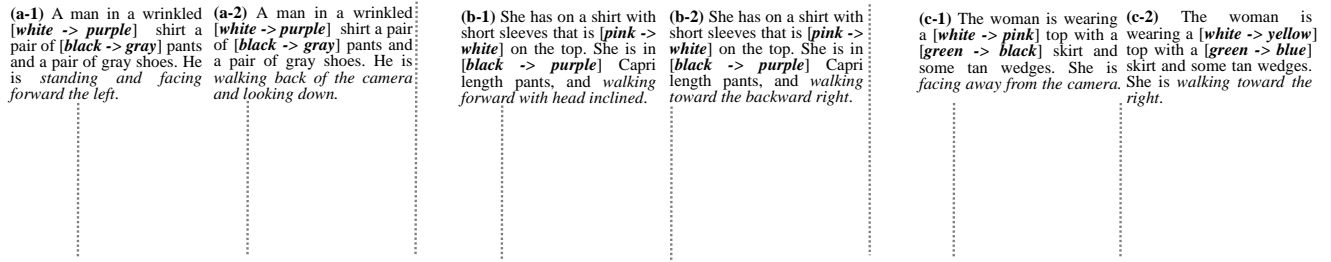 (a-1) A man in a wrinkled
[white -> purple] shirt a
pair of [black -> gray] pants
and a pair of gray shoes. He
is standing and facing
forward the left.
(a-2) A man in a wrinkled
[white -> purple] shirt a pair
of [black -> gray] pants and
a pair of gray shoes. He is
walking back of the camera
and looking down.
(b-1) She has on a shirt with
short sleeves that is [pink ->
white] on the top. She is in
[black -> purple] Capri
length pants, and walking
forward with head inclined.
(b-2) She has on a shirt with
short sleeves that is [pink ->
white] on the top. She is in
[black -> purple] Capri
length pants, and walking
toward the backward right.
(c-1) The woman is wearing
a [white -> pink] top with a
[green -> black] skirt and
some tan wedges. She is
facing away from the camera.
(c-2) The woman is
wearing a [white -> yellow]
top with a [green -> blue]
skirt and some tan wedges.
She is walking toward the
right.